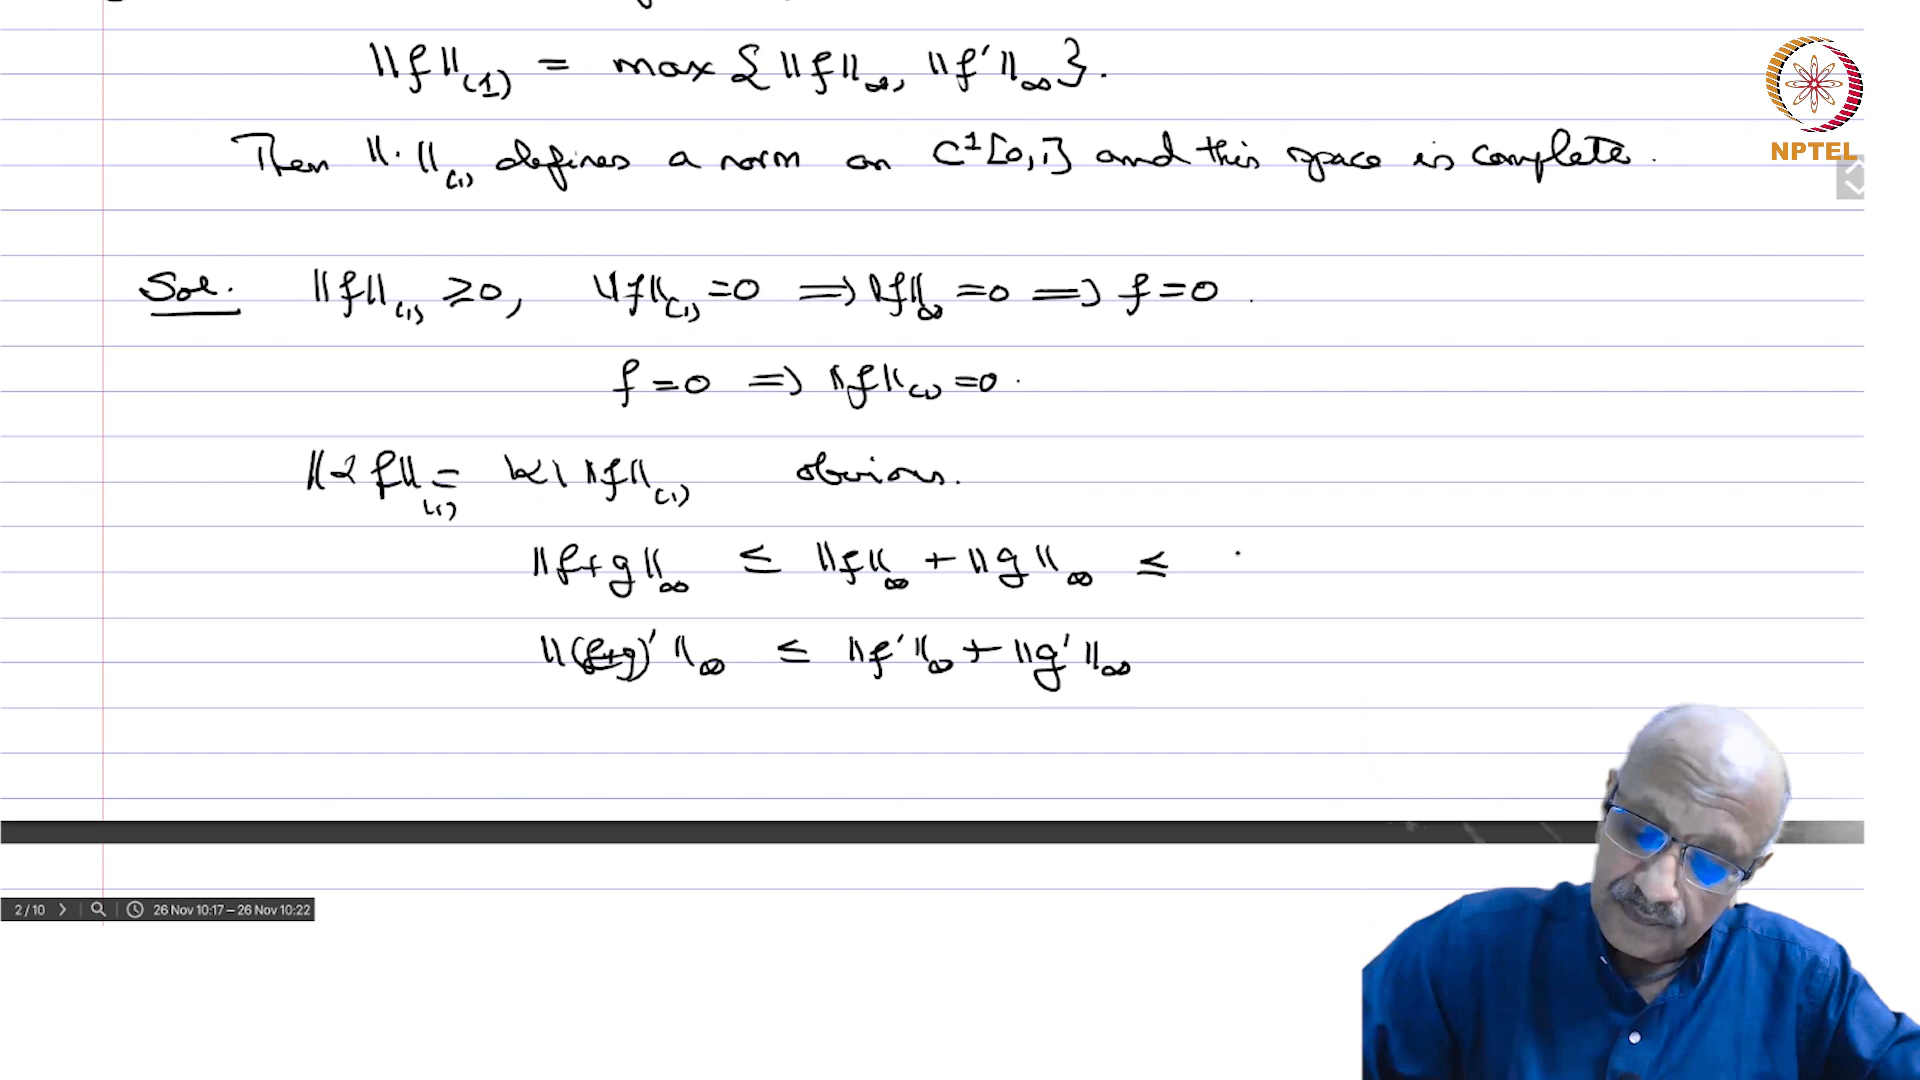 ‖f‖₍₁₎ = max {‖f‖∞, ‖f′‖∞}.
NPTEL
Then ‖·‖₍₁₎ defines a norm on C¹[0,1] and this space is complete.
Sol. ‖f‖₍₁₎ ≥ 0, ‖f‖₍₁₎ = 0 ⟹ ‖f‖∞ = 0 ⟹ f = 0.
f = 0 ⟹ ‖f‖₍₁₎ = 0.
‖αf‖₍₁₎ = |α| ‖f‖₍₁₎ obvious.
‖f+g‖∞ ≤ ‖f‖∞ + ‖g‖∞ ≤
‖(f+g)′‖∞ ≤ ‖f′‖∞ + ‖g′‖∞
2 / 10 26 Nov 10:17 – 26 Nov 10:22